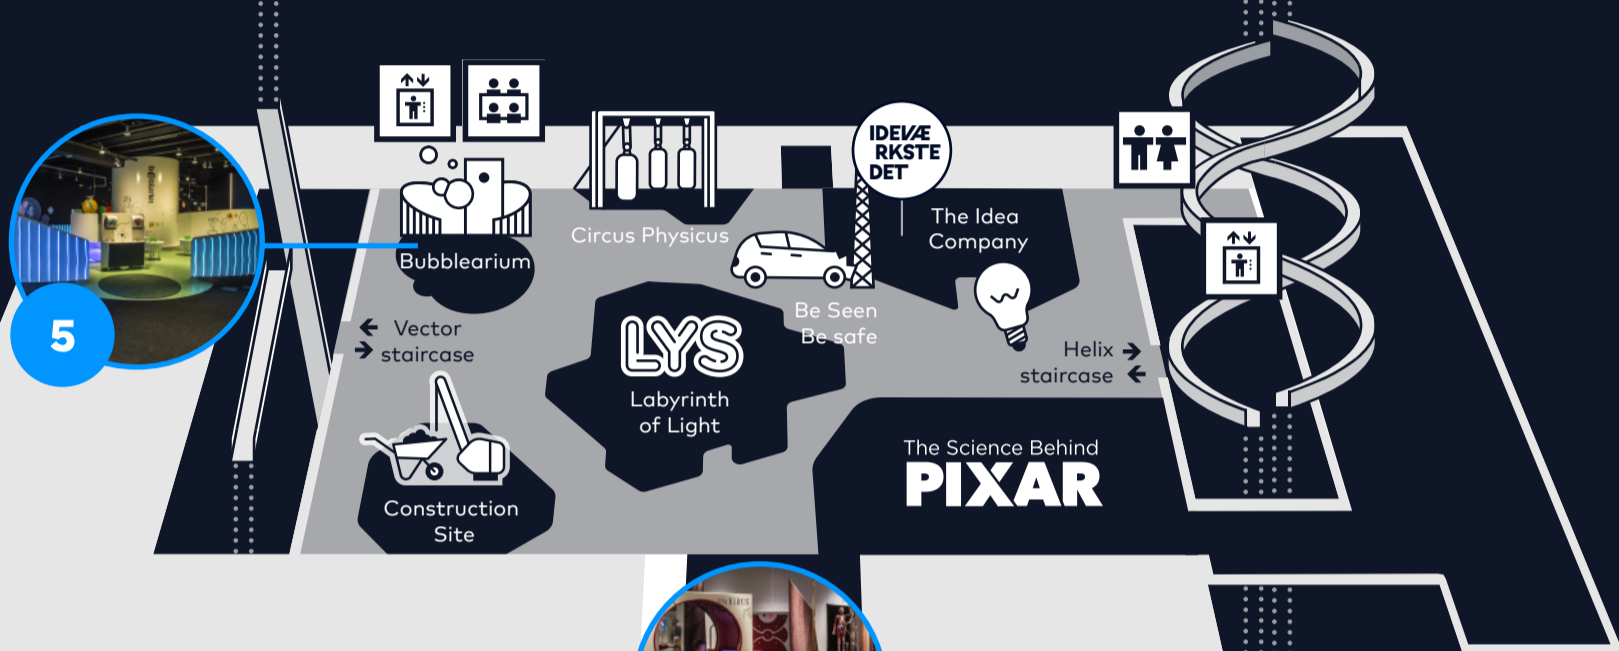 IDEVÆ
RKSTE
DET
The Idea
Company
Circus Physicus
Bubblearium
Be Seen
Be safe
5
Vector
staircase
LYS
Labyrinth
of Light
Helix
staircase
The Science Behind
PIXAR
Construction
Site